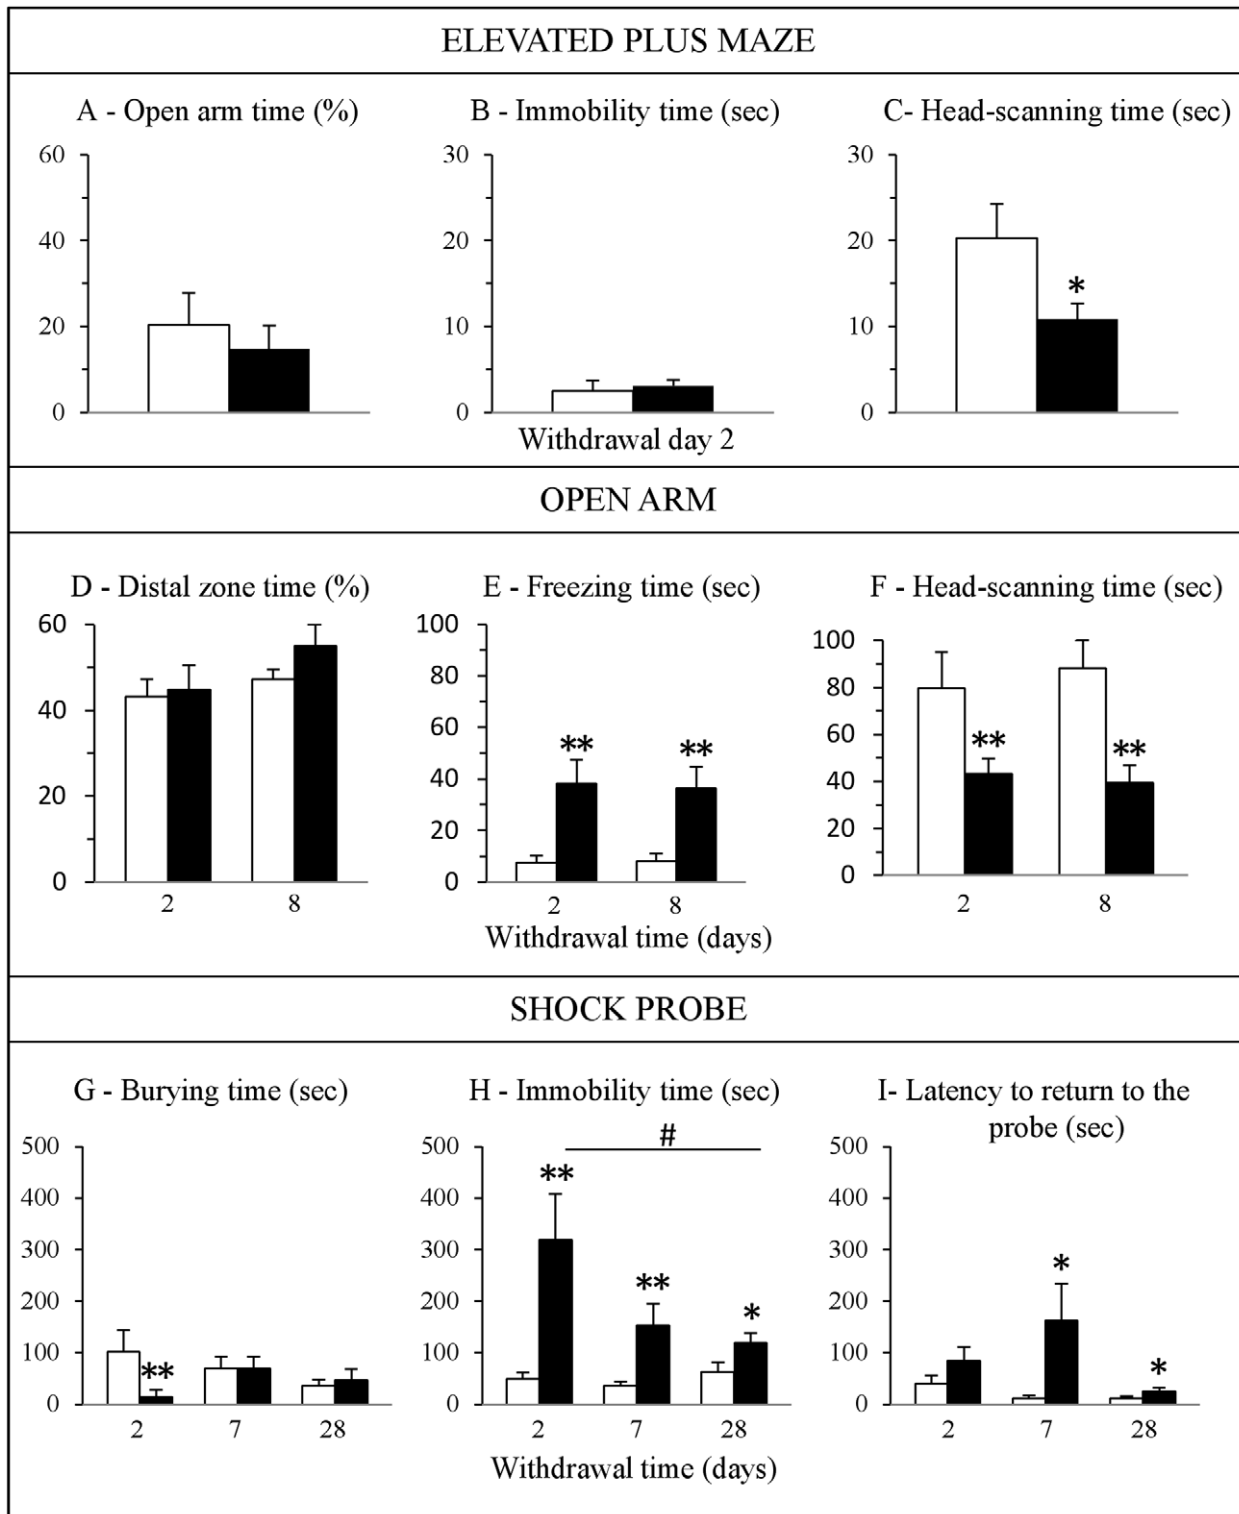 ELEVATED PLUS MAZE
A - Open arm time (%)
60
40
20
0
B - Immobility time (sec)
30
20
10
0
Withdrawal day 2
C- Head-scanning time (sec)
30
20
10
0
*
OPEN ARM
D - Distal zone time (%)
60
40
20
0
2 8
E - Freezing time (sec)
100
80
60
40
20
0
** **
2 8
Withdrawal time (days)
F - Head-scanning time (sec)
100
80
60
40
20
0
** **
2 8
SHOCK PROBE
G - Burying time (sec)
500
400
300
200
100
0
**
2 7 28
H - Immobility time (sec)
500
400
300
200
100
0
#
** ** *
2 7 28
Withdrawal time (days)
I- Latency to return to the
probe (sec)
500
400
300
200
100
0
* *
2 7 28